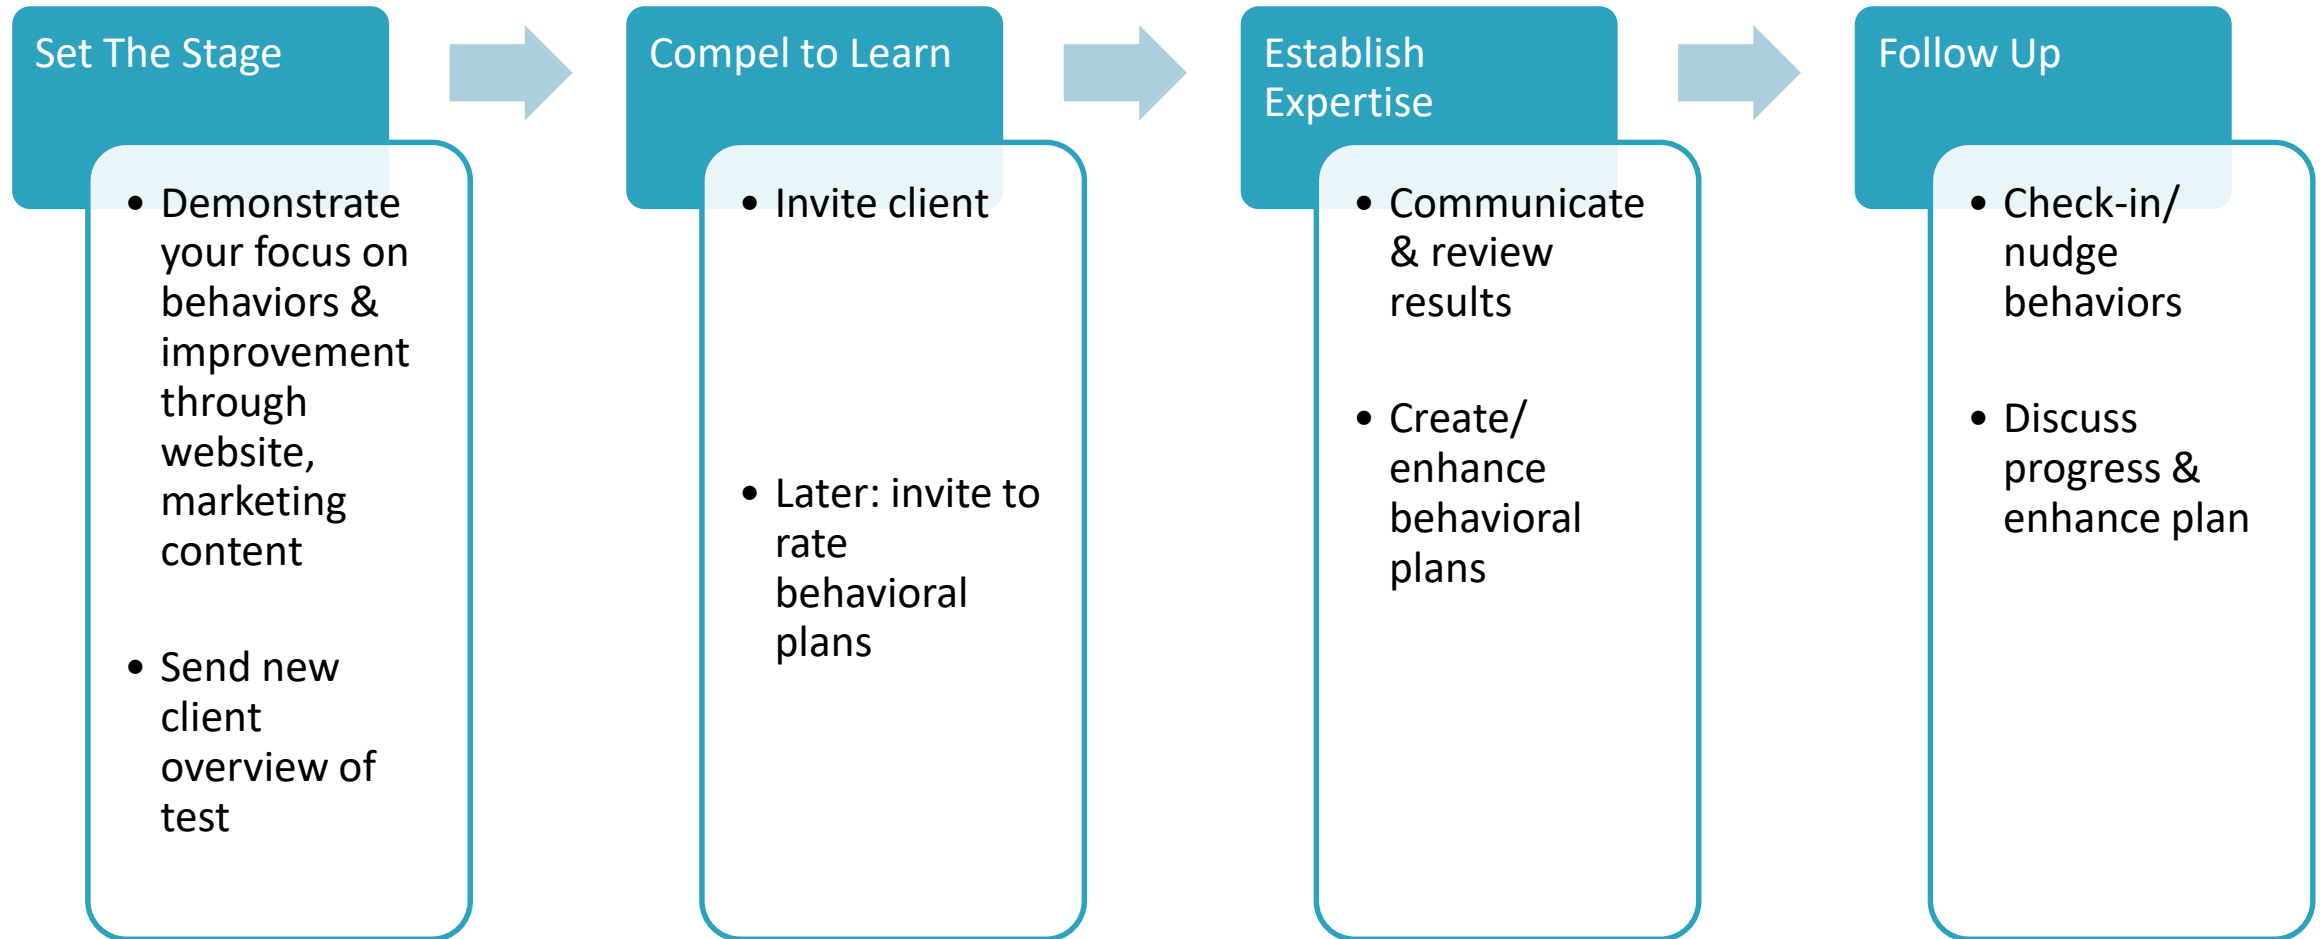 Set The Stage
• Demonstrate
your focus on
behaviors &
improvement
through
website,
marketing
content
• Send new
client
overview of
test
Compel to Learn
• Invite client
• Later: invite to
rate
behavioral
plans
Establish
Expertise
• Communicate
& review
results
• Create/
enhance
behavioral
plans
Follow Up
• Check-in/
nudge
behaviors
• Discuss
progress &
enhance plan